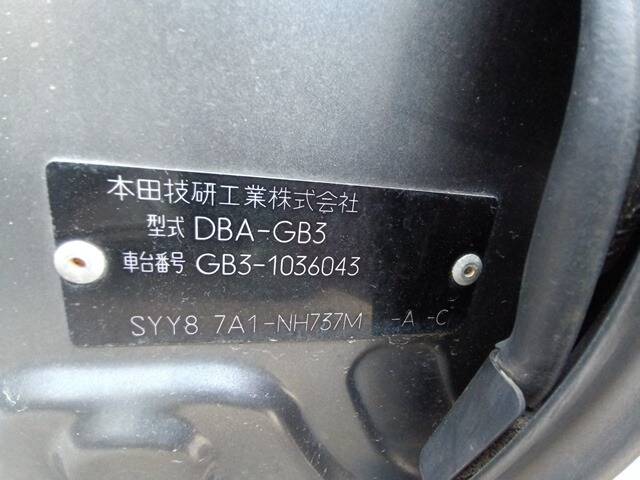 本田技研工業株式会社
型式 DBA-GB3
車台番号 GB3-1036043
SYY8 7A1-NH737M -A -C